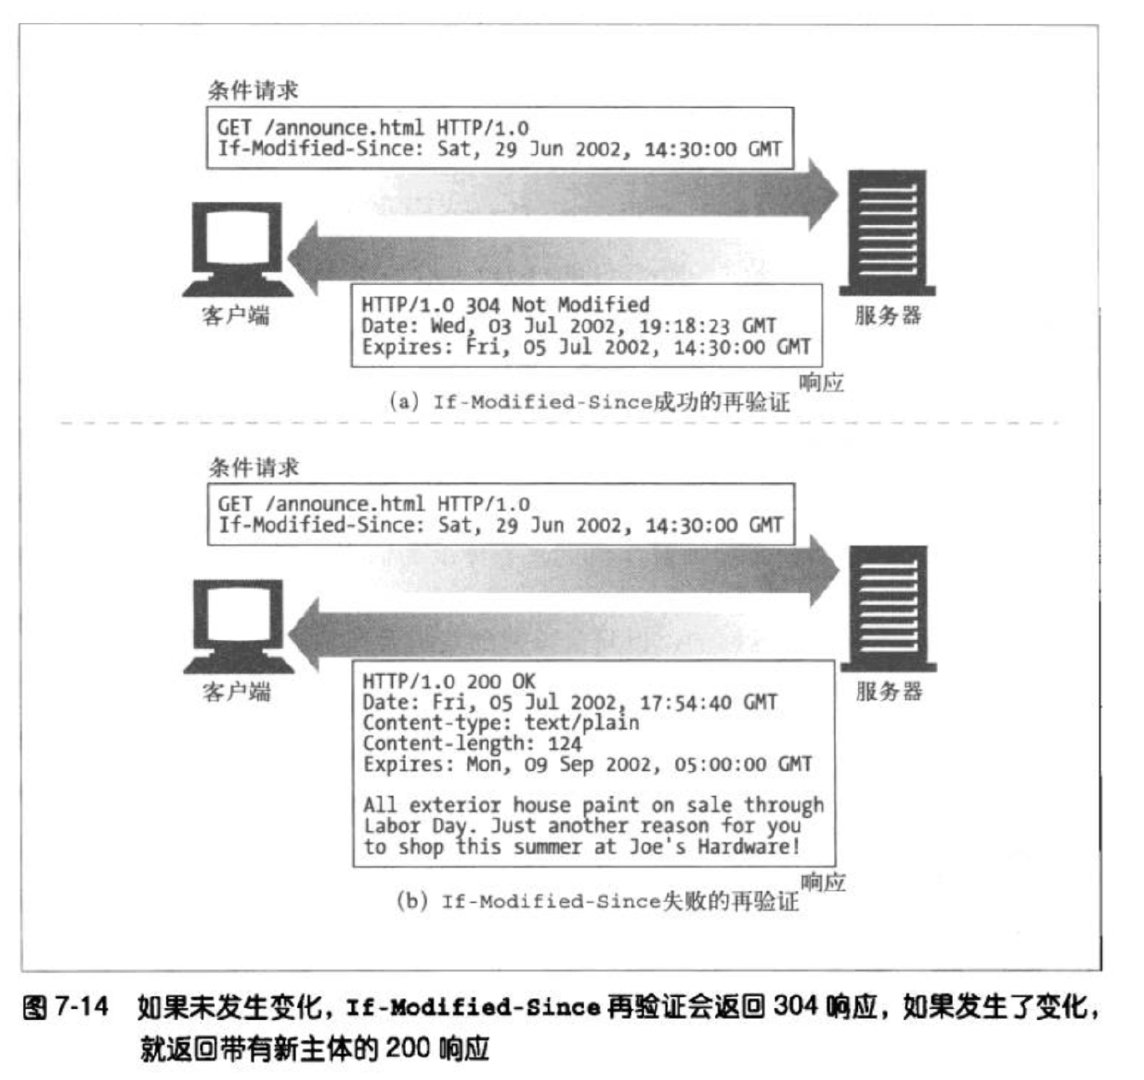 条件请求
GET /announce.html HTTP/1.0
If-Modified-Since: Sat, 29 Jun 2002, 14:30:00 GMT
客户端
服务器
HTTP/1.0 304 Not Modified
Date: Wed, 03 Jul 2002, 19:18:23 GMT
Expires: Fri, 05 Jul 2002, 14:30:00 GMT
响应
(a) If-Modified-Since成功的再验证
条件请求
GET /announce.html HTTP/1.0
If-Modified-Since: Sat, 29 Jun 2002, 14:30:00 GMT
客户端
服务器
HTTP/1.0 200 OK
Date: Fri, 05 Jul 2002, 17:54:40 GMT
Content-type: text/plain
Content-length: 124
Expires: Mon, 09 Sep 2002, 05:00:00 GMT
All exterior house paint on sale through
Labor Day. Just another reason for you
to shop this summer at Joe's Hardware!
响应
(b) If-Modified-Since失败的再验证
图 7-14 如果未发生变化，If-Modified-Since 再验证会返回 304 响应，如果发生了变化，
就返回带有新主体的 200 响应